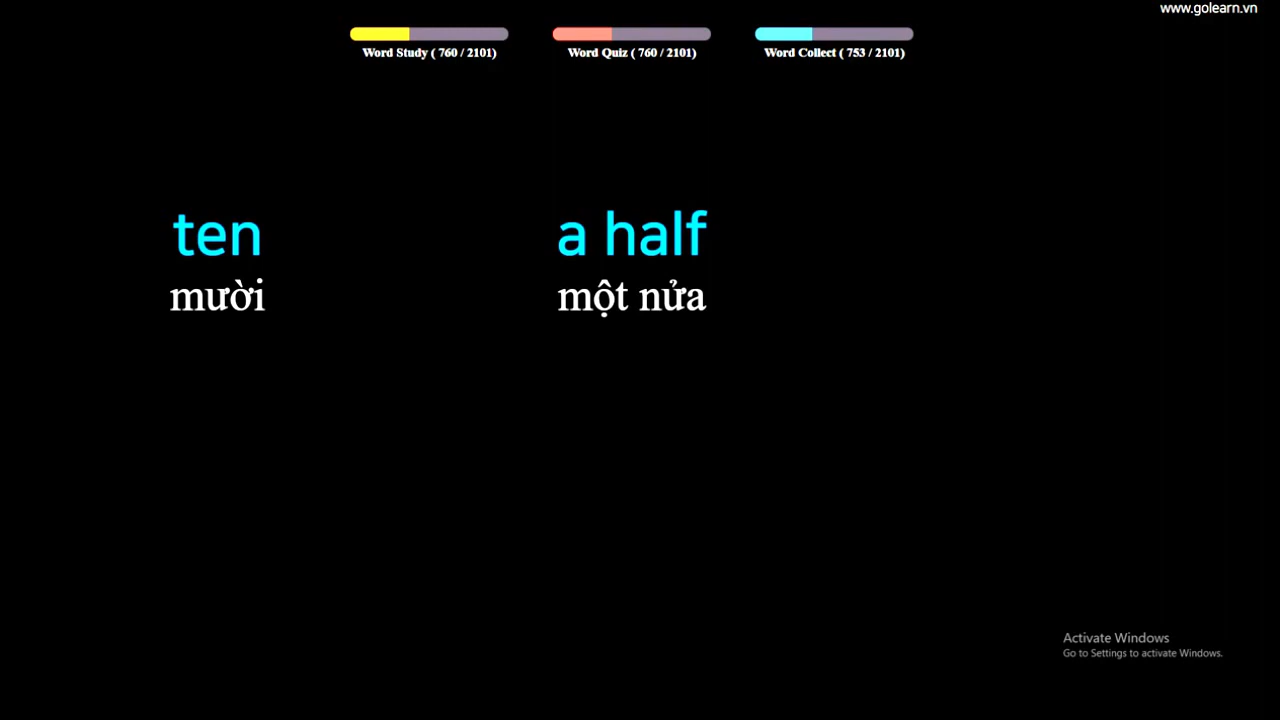 www.golearn.vn
Word Study ( 760 / 2101)
Word Quiz ( 760 / 2101)
Word Collect ( 753 / 2101)
ten
mười
a half
một nửa
Activate Windows
Go to Settings to activate Windows.